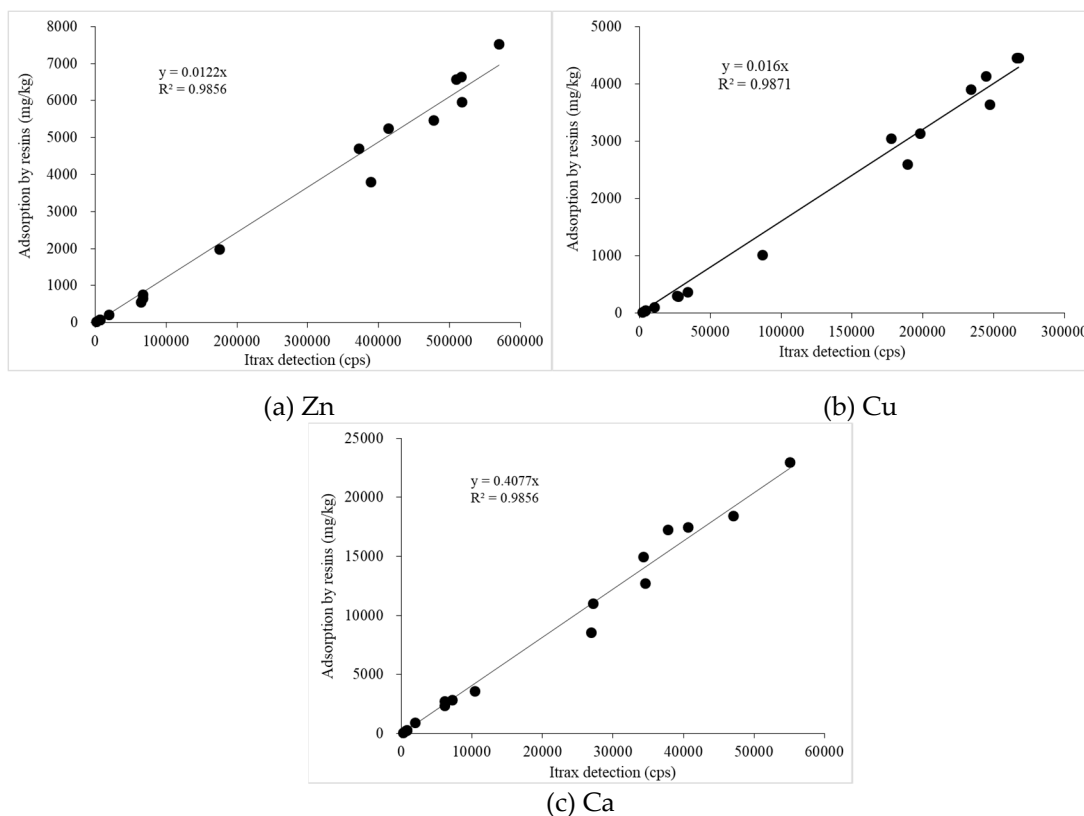 8000
7000
6000
5000
4000
3000
2000
1000
0
Adsorption by resins (mg/kg)
y = 0.0122x
R² = 0.9856
0 100000 200000 300000 400000 500000 600000
Itrax detection (cps)
(a) Zn
5000
4000
3000
2000
1000
0
Adsorption by resins (mg/kg)
y = 0.016x
R² = 0.9871
0 50000 100000 150000 200000 250000 300000
Itrax detection (cps)
(b) Cu
25000
20000
15000
10000
5000
0
Adsorption by resins (mg/kg)
y = 0.4077x
R² = 0.9856
0 10000 20000 30000 40000 50000 60000
Itrax detection (cps)
(c) Ca